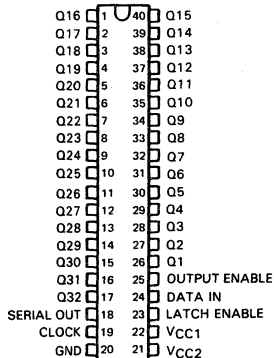 Q16 1 40 Q15
Q17 2 39 Q14
Q18 3 38 Q13
Q19 4 37 Q12
Q20 5 36 Q11
Q21 6 35 Q10
Q22 7 34 Q9
Q23 8 33 Q8
Q24 9 32 Q7
Q25 10 31 Q6
Q26 11 30 Q5
Q27 12 29 Q4
Q28 13 28 Q3
Q29 14 27 Q2
Q30 15 26 Q1
Q31 16 25 OUTPUT ENABLE
Q32 17 24 DATA IN
SERIAL OUT 18 23 LATCH ENABLE
CLOCK 19 22 VCC1
GND 20 21 VCC2